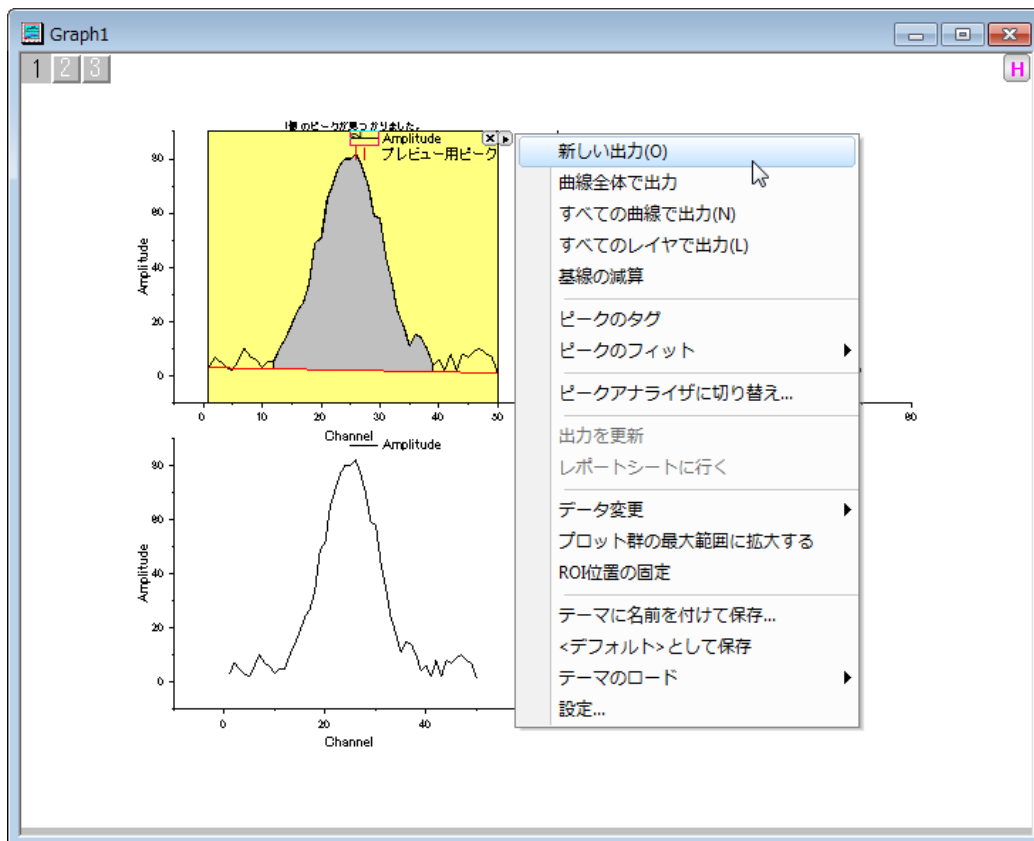 Graph1
1 2 3
H
1個 のピークが見つかりました。
Amplitude
プレビュー用ピーク
80
60
40
20
0
Amplitude
0 10 20 30 40 50 80
Channel
Amplitude
80
60
40
20
0
Amplitude
0 20 40
Channel
新しい出力(O)
曲線全体で出力
すべての曲線で出力(N)
すべてのレイヤで出力(L)
基線の減算
ピークのタグ
ピークのフィット
ピークアナライザに切り替え...
出力を更新
レポートシートに行く
データ変更
プロット群の最大範囲に拡大する
ROI位置の固定
テーマに名前を付けて保存...
<デフォルト>として保存
テーマのロード
設定...